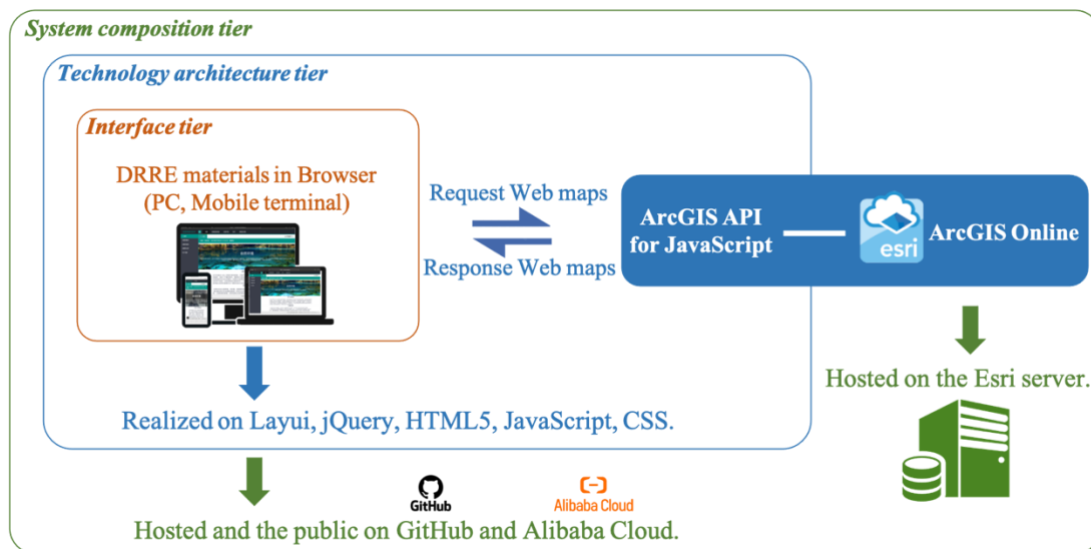 System composition tier
Technology architecture tier
Interface tier
DRRE materials in Browser
(PC, Mobile terminal)
Request Web maps
Response Web maps
ArcGIS API
for JavaScript
esri
ArcGIS Online
Realized on Layui, jQuery, HTML5, JavaScript, CSS.
Hosted on the Esri server.
GitHub
Alibaba Cloud
Hosted and the public on GitHub and Alibaba Cloud.